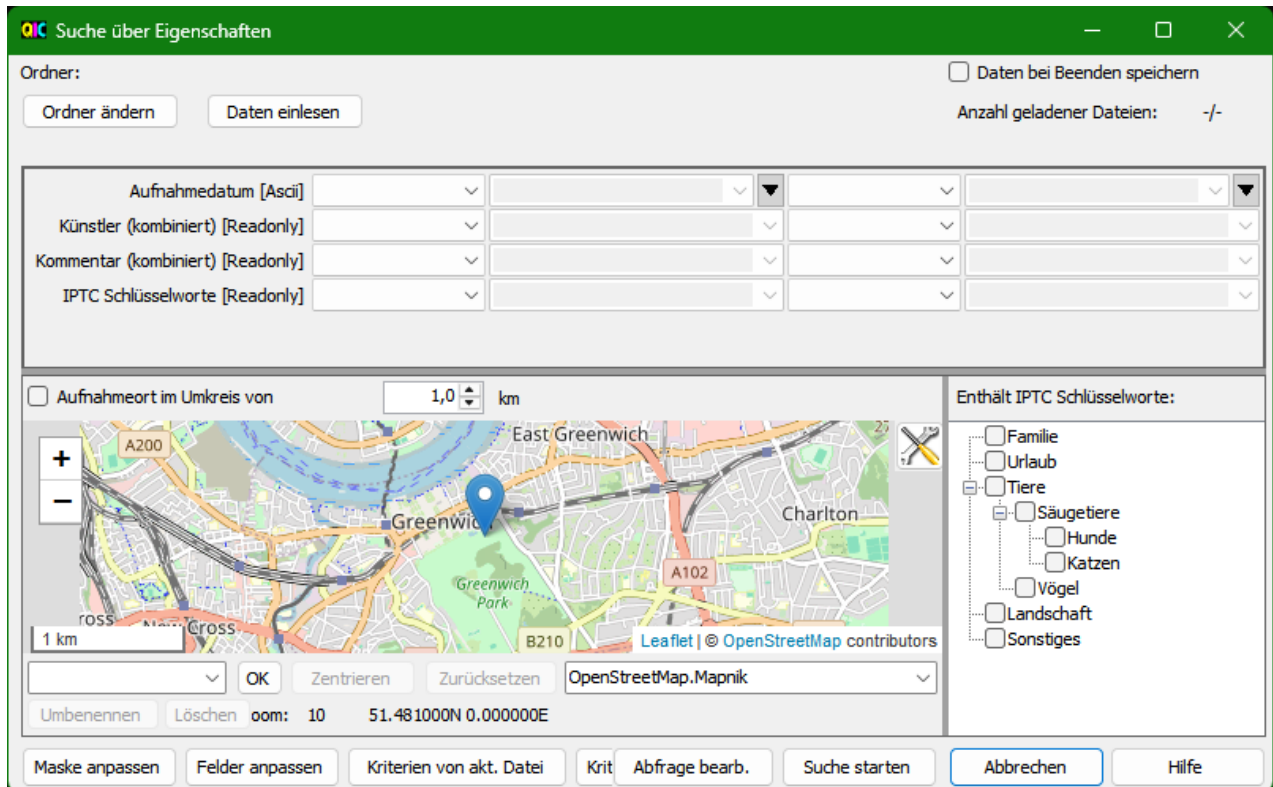 QIC Suche über Eigenschaften
Ordner:
Daten bei Beenden speichern
Ordner ändern Daten einlesen Anzahl geladener Dateien: -/-
Aufnahmedatum [Ascii]
Künstler (kombiniert) [Readonly]
Kommentar (kombiniert) [Readonly]
IPTC Schlüsselworte [Readonly]
Aufnahmeort im Umkreis von 1,0 km
Enthält IPTC Schlüsselworte:
+
−
A200
East Greenwich
Greenwic
Charlton
A102
Greenwich
Park
Cross
B210
1 km
Leaflet | © OpenStreetMap contributors
Familie
Urlaub
Tiere
Säugetiere
Hunde
Katzen
Vögel
Landschaft
Sonstiges
OK Zentrieren Zurücksetzen OpenStreetMap.Mapnik
Umbenennen Löschen oom: 10 51.481000N 0.000000E
Maske anpassen Felder anpassen Kriterien von akt. Datei Krit Abfrage bearb. Suche starten Abbrechen Hilfe